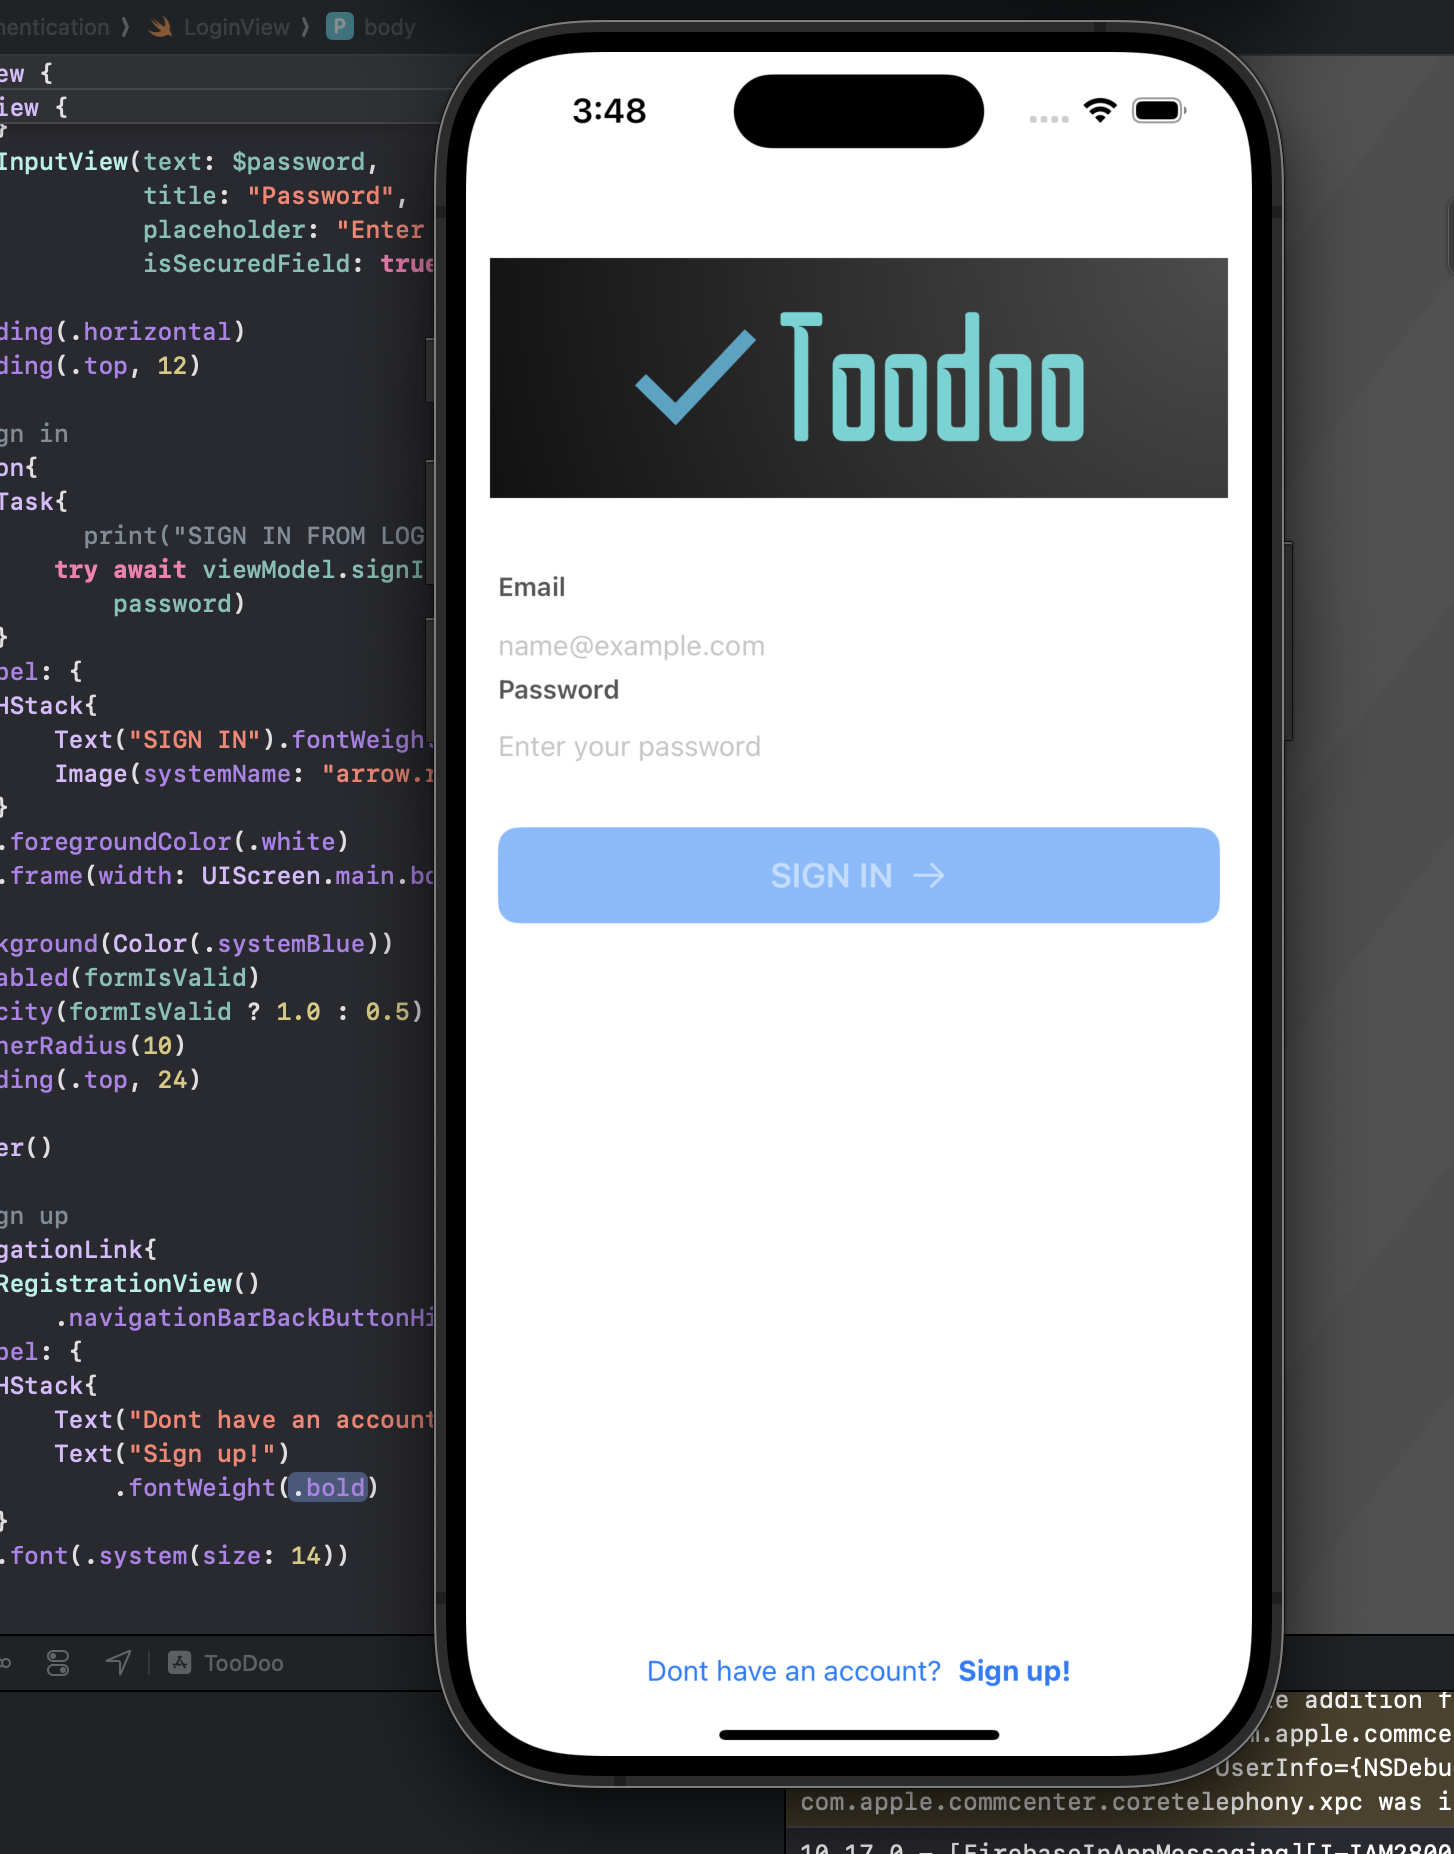 nentication ❭ LoginView ❭ P body
ew {
iew {
}
InputView(text: $password,
title: "Password",
placeholder: "Enter
isSecuredField: true
ding(.horizontal)
ding(.top, 12)
gn in
on{
Task{
print("SIGN IN FROM LOG
try await viewModel.signI
password)
}
bel: {
HStack{
Text("SIGN IN").fontWeigh
Image(systemName: "arrow.r
}
.foregroundColor(.white)
.frame(width: UIScreen.main.bo
kground(Color(.systemBlue))
abled(formIsValid)
city(formIsValid ? 1.0 : 0.5)
nerRadius(10)
ding(.top, 24)
er()
gn up
gationLink{
RegistrationView()
.navigationBarBackButtonHi
bel: {
HStack{
Text("Dont have an account
Text("Sign up!")
.fontWeight(.bold)
}
.font(.system(size: 14))
TooDoo
3:48
Toodoo
Email
name@example.com
Password
Enter your password
SIGN IN →
Dont have an account? Sign up!
e addition f
m.apple.commce
UserInfo={NSDebu
com.apple.commcenter.coretelephony.xpc was i
10.17.0 - [FirebaseInAppMessaging][I-IAM2800